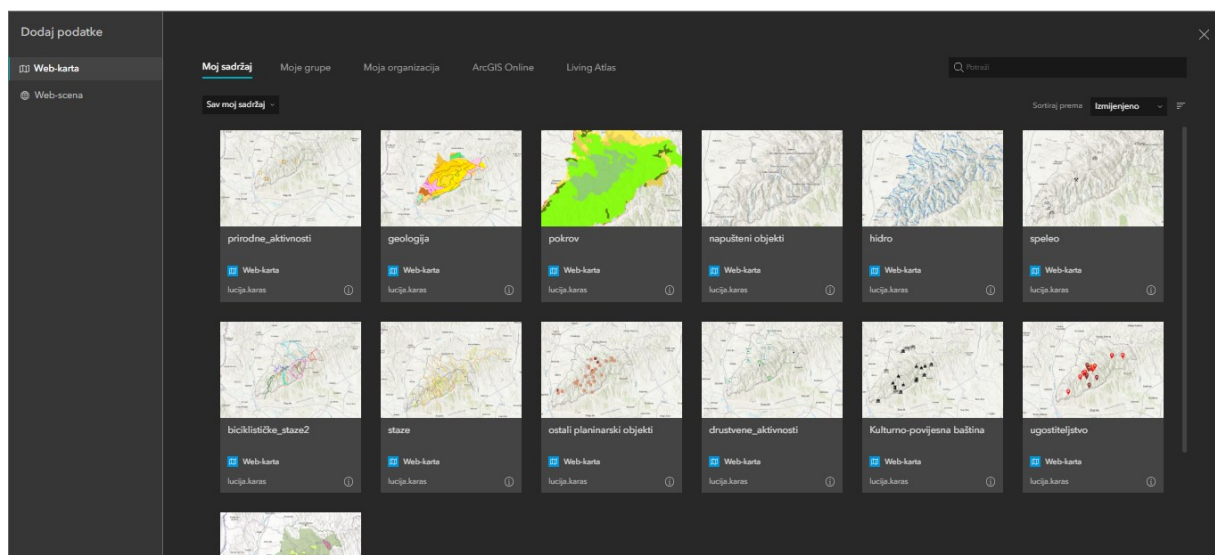 Dodaj podatke
Web-karta
Web-scena
Moj sadržaj Moje grupe Moja organizacija ArcGIS Online Living Atlas
Potraži
Sav moj sadržaj
Sortiraj prema Izmijenjeno
prirodne_aktivnosti geologija pokrov napušteni objekti hidro speleo
Web-karta Web-karta Web-karta Web-karta Web-karta Web-karta
lucija.karas lucija.karas lucija.karas lucija.karas lucija.karas lucija.karas
biciklističke_staze2 staze ostali planinarski objekti drustvene_aktivnosti Kulturno-povijesna baština ugostiteljstvo
Web-karta Web-karta Web-karta Web-karta Web-karta Web-karta
lucija.karas lucija.karas lucija.karas lucija.karas lucija.karas lucija.karas